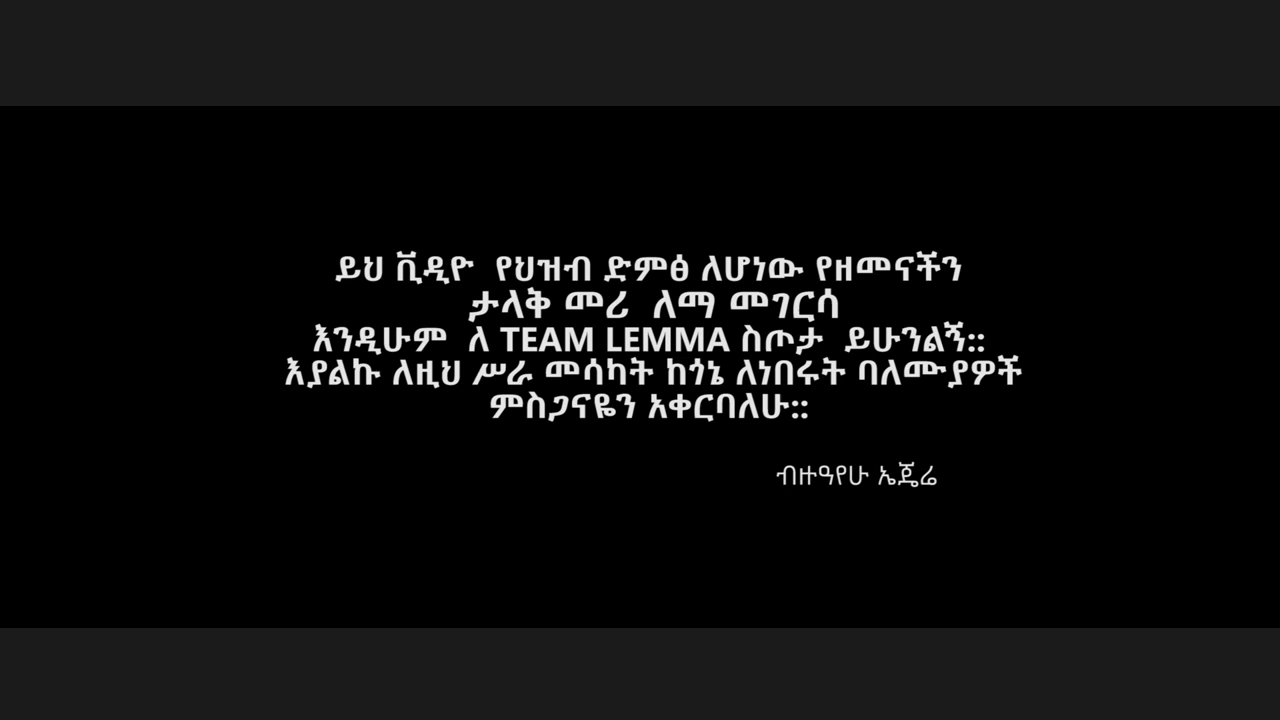 ይህ ቪዲዮ የህዝብ ድምፅ ለሆነው የዘመናችን
ታላቅ መሪ ለማ መገርሳ
እንዲሁም ለ TEAM LEMMA ስጦታ ይሁንልኝ።
እያልኩ ለዚህ ሥራ መሳካት ከጎኔ ለነበሩት ባለሙያዎች
ምስጋናዬን አቀርባለሁ።
ብዙዓየሁ ኤጄሬ